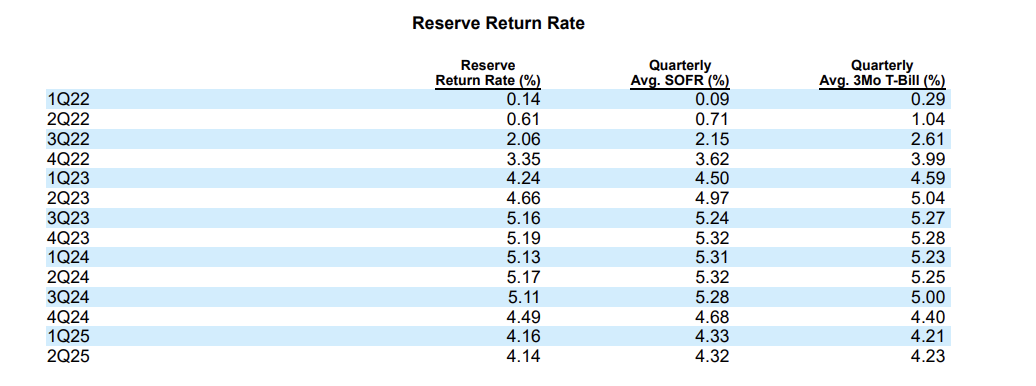 Reserve Return Rate
Reserve Quarterly Quarterly
Return Rate (%) Avg. SOFR (%) Avg. 3Mo T-Bill (%)
1Q22 0.14 0.09 0.29
2Q22 0.61 0.71 1.04
3Q22 2.06 2.15 2.61
4Q22 3.35 3.62 3.99
1Q23 4.24 4.50 4.59
2Q23 4.66 4.97 5.04
3Q23 5.16 5.24 5.27
4Q23 5.19 5.32 5.28
1Q24 5.13 5.31 5.23
2Q24 5.17 5.32 5.25
3Q24 5.11 5.28 5.00
4Q24 4.49 4.68 4.40
1Q25 4.16 4.33 4.21
2Q25 4.14 4.32 4.23